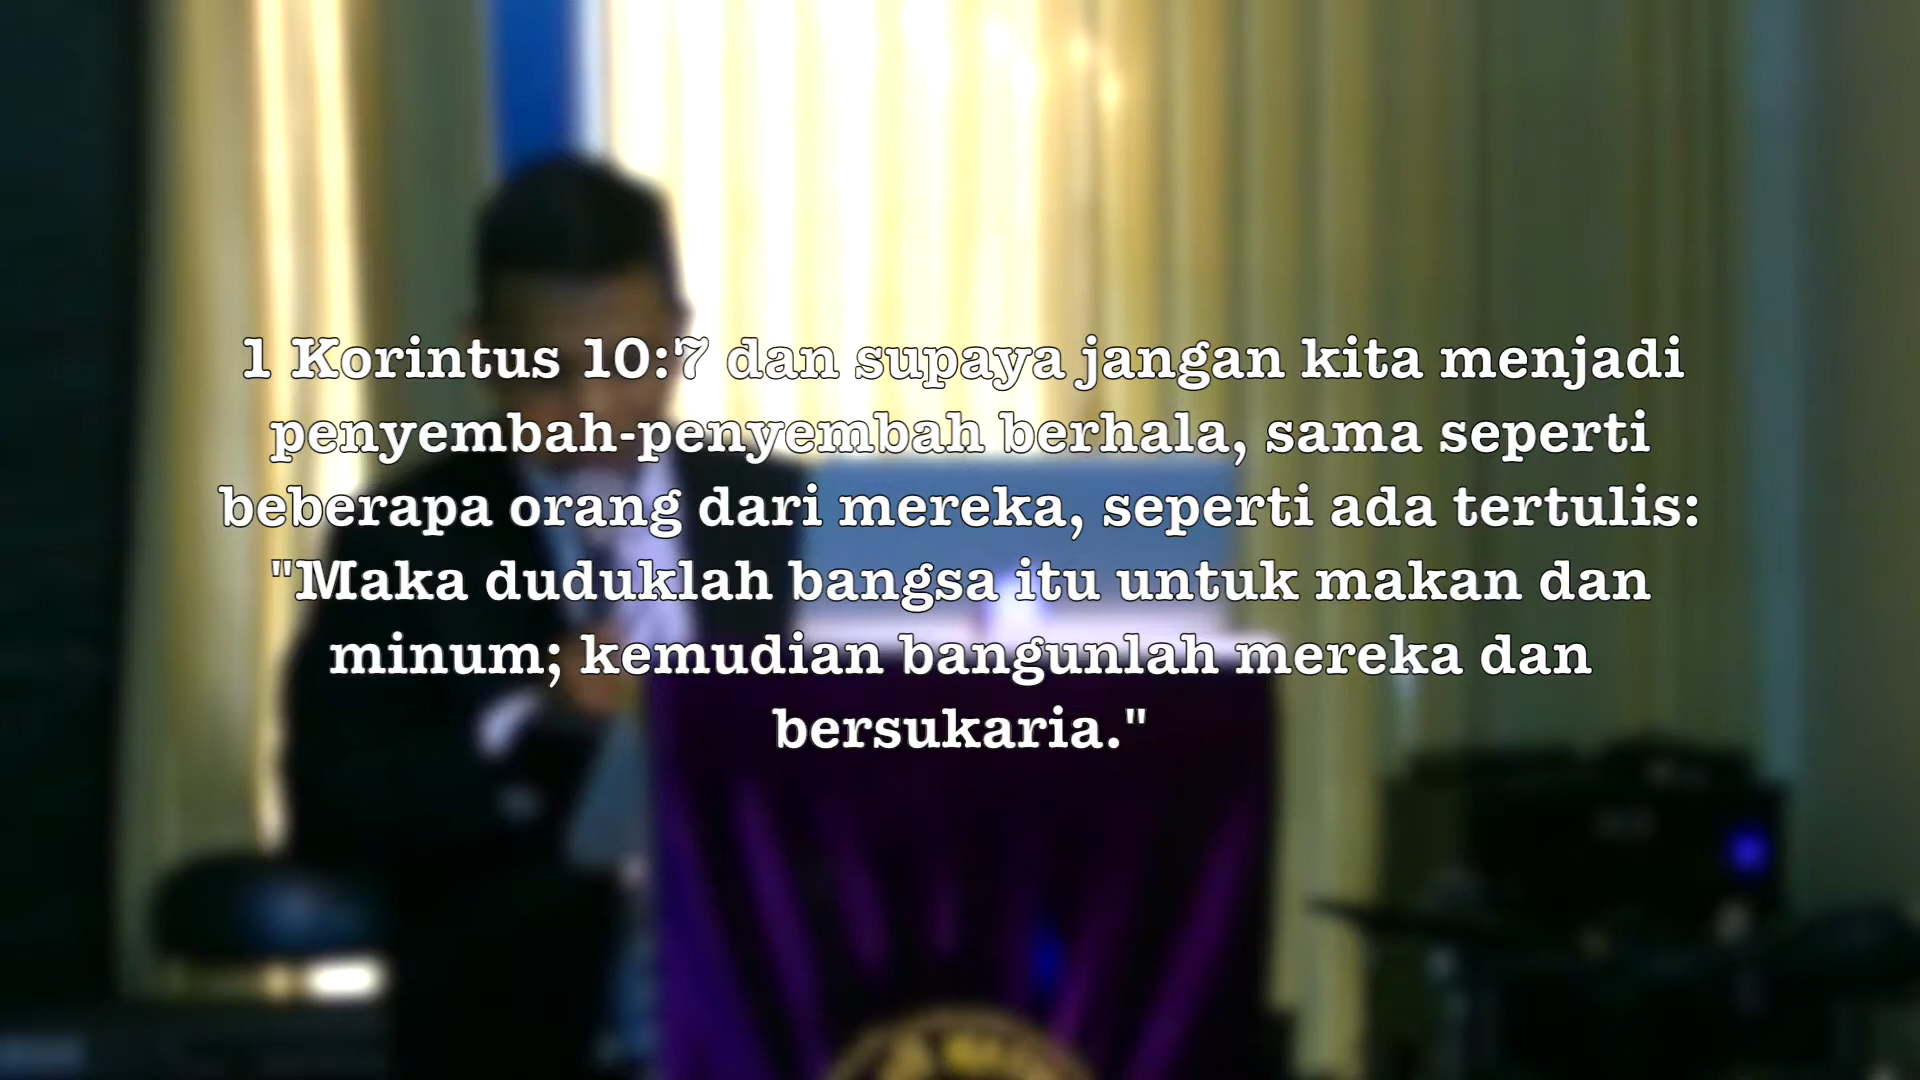 1 Korintus 10:7 dan supaya jangan kita menjadi
penyembah-penyembah berhala, sama seperti
beberapa orang dari mereka, seperti ada tertulis:
"Maka duduklah bangsa itu untuk makan dan
minum; kemudian bangunlah mereka dan
bersukaria."